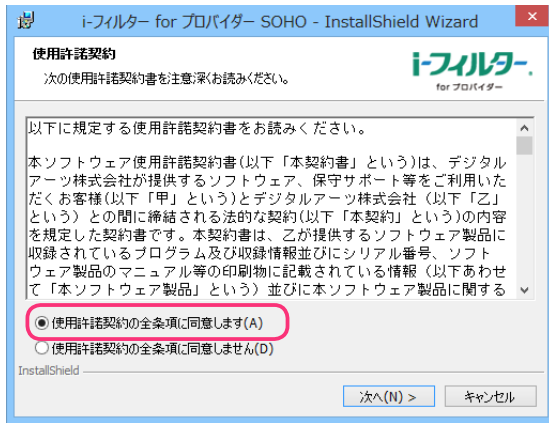 i-フィルター for プロバイダー SOHO - InstallShield Wizard
使用許諾契約
次の使用許諾契約書を注意深くお読みください。
i-フィルター.
for プロバイダー
以下に規定する使用許諾契約書をお読みください。
本ソフトウェア使用許諾契約書(以下「本契約書」という)は、デジタル
アーツ株式会社が提供するソフトウェア、保守サポート等をご利用いた
だくお客様(以下「甲」という)とデジタルアーツ株式会社（以下「乙」
という）との間に締結される法的な契約(以下「本契約」という)の内容
を規定した契約書です。本契約書は、乙が提供するソフトウェア製品に
収録されているプログラム及び収録情報並びにシリアル番号、ソフト
ウェア製品のマニュアル等の印刷物に記載されている情報（以下あわせ
て「本ソフトウェア製品」という）並びに本ソフトウェア製品に関する
使用許諾契約の全条項に同意します(A)
使用許諾契約の全条項に同意しません(D)
InstallShield
次へ(N) >
キャンセル